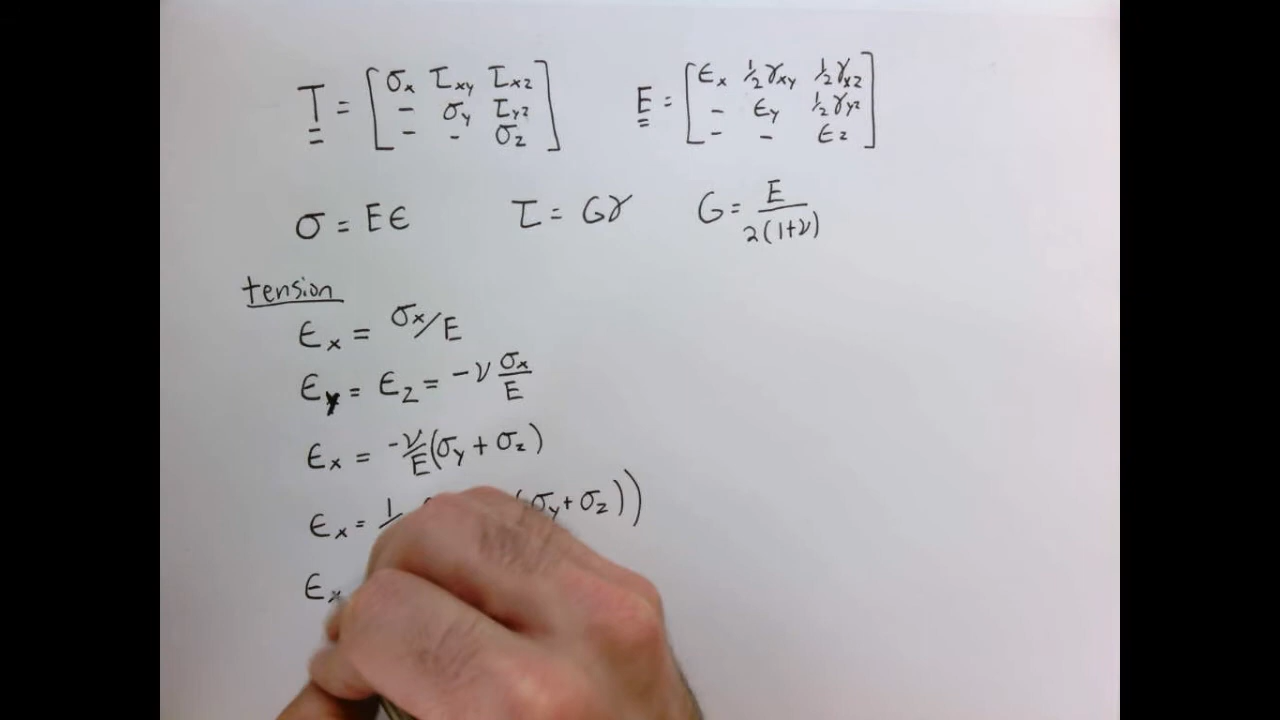 T = [σx τxy τxz
- σy τyz
- - σz]
E = [εx ½γxy ½γxz
- εy ½γyz
- - εz]
σ = Eε
τ = Gγ
G = E / 2(1+ν)
tension
εx = σx/E
εy = εz = -ν σx/E
εx = -ν/E (σy + σz)
εx = 1/ (σy + σz))
εx